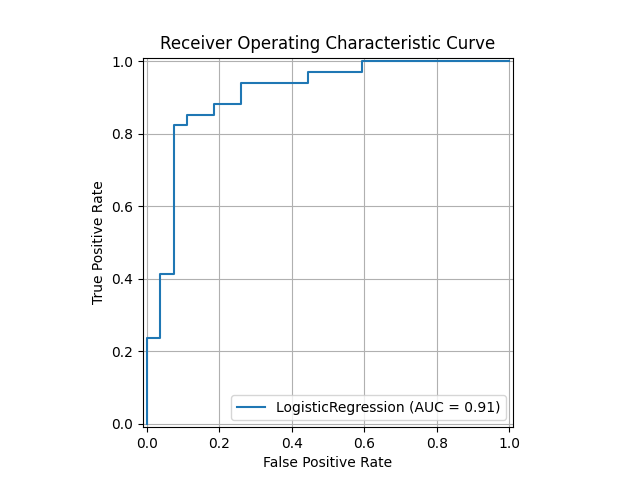 Receiver Operating Characteristic Curve
1.0
0.8
0.6
0.4
0.2
0.0
True Positive Rate
LogisticRegression (AUC = 0.91)
0.0 0.2 0.4 0.6 0.8 1.0
False Positive Rate